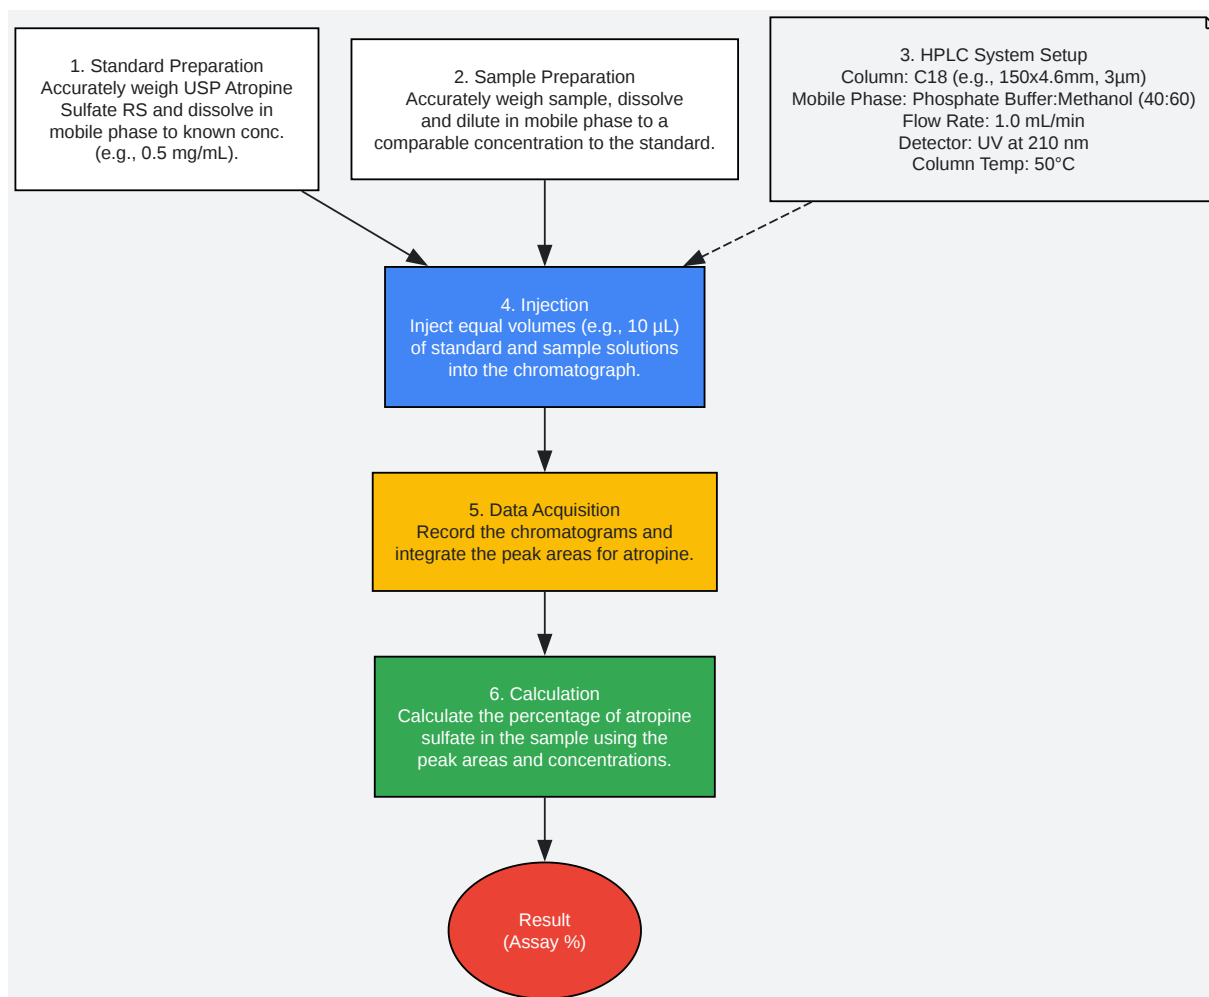 1. Standard Preparation
Accurately weigh USP Atropine
Sulfate RS and dissolve in
mobile phase to known conc.
(e.g., 0.5 mg/mL).
2. Sample Preparation
Accurately weigh sample, dissolve
and dilute in mobile phase to a
comparable concentration to the standard.
3. HPLC System Setup
Column: C18 (e.g., 150x4.6mm, 3µm)
Mobile Phase: Phosphate Buffer:Methanol (40:60)
Flow Rate: 1.0 mL/min
Detector: UV at 210 nm
Column Temp: 50°C
4. Injection
Inject equal volumes (e.g., 10 µL)
of standard and sample solutions
into the chromatograph.
5. Data Acquisition
Record the chromatograms and
integrate the peak areas for atropine.
6. Calculation
Calculate the percentage of atropine
sulfate in the sample using the
peak areas and concentrations.
Result
(Assay %)